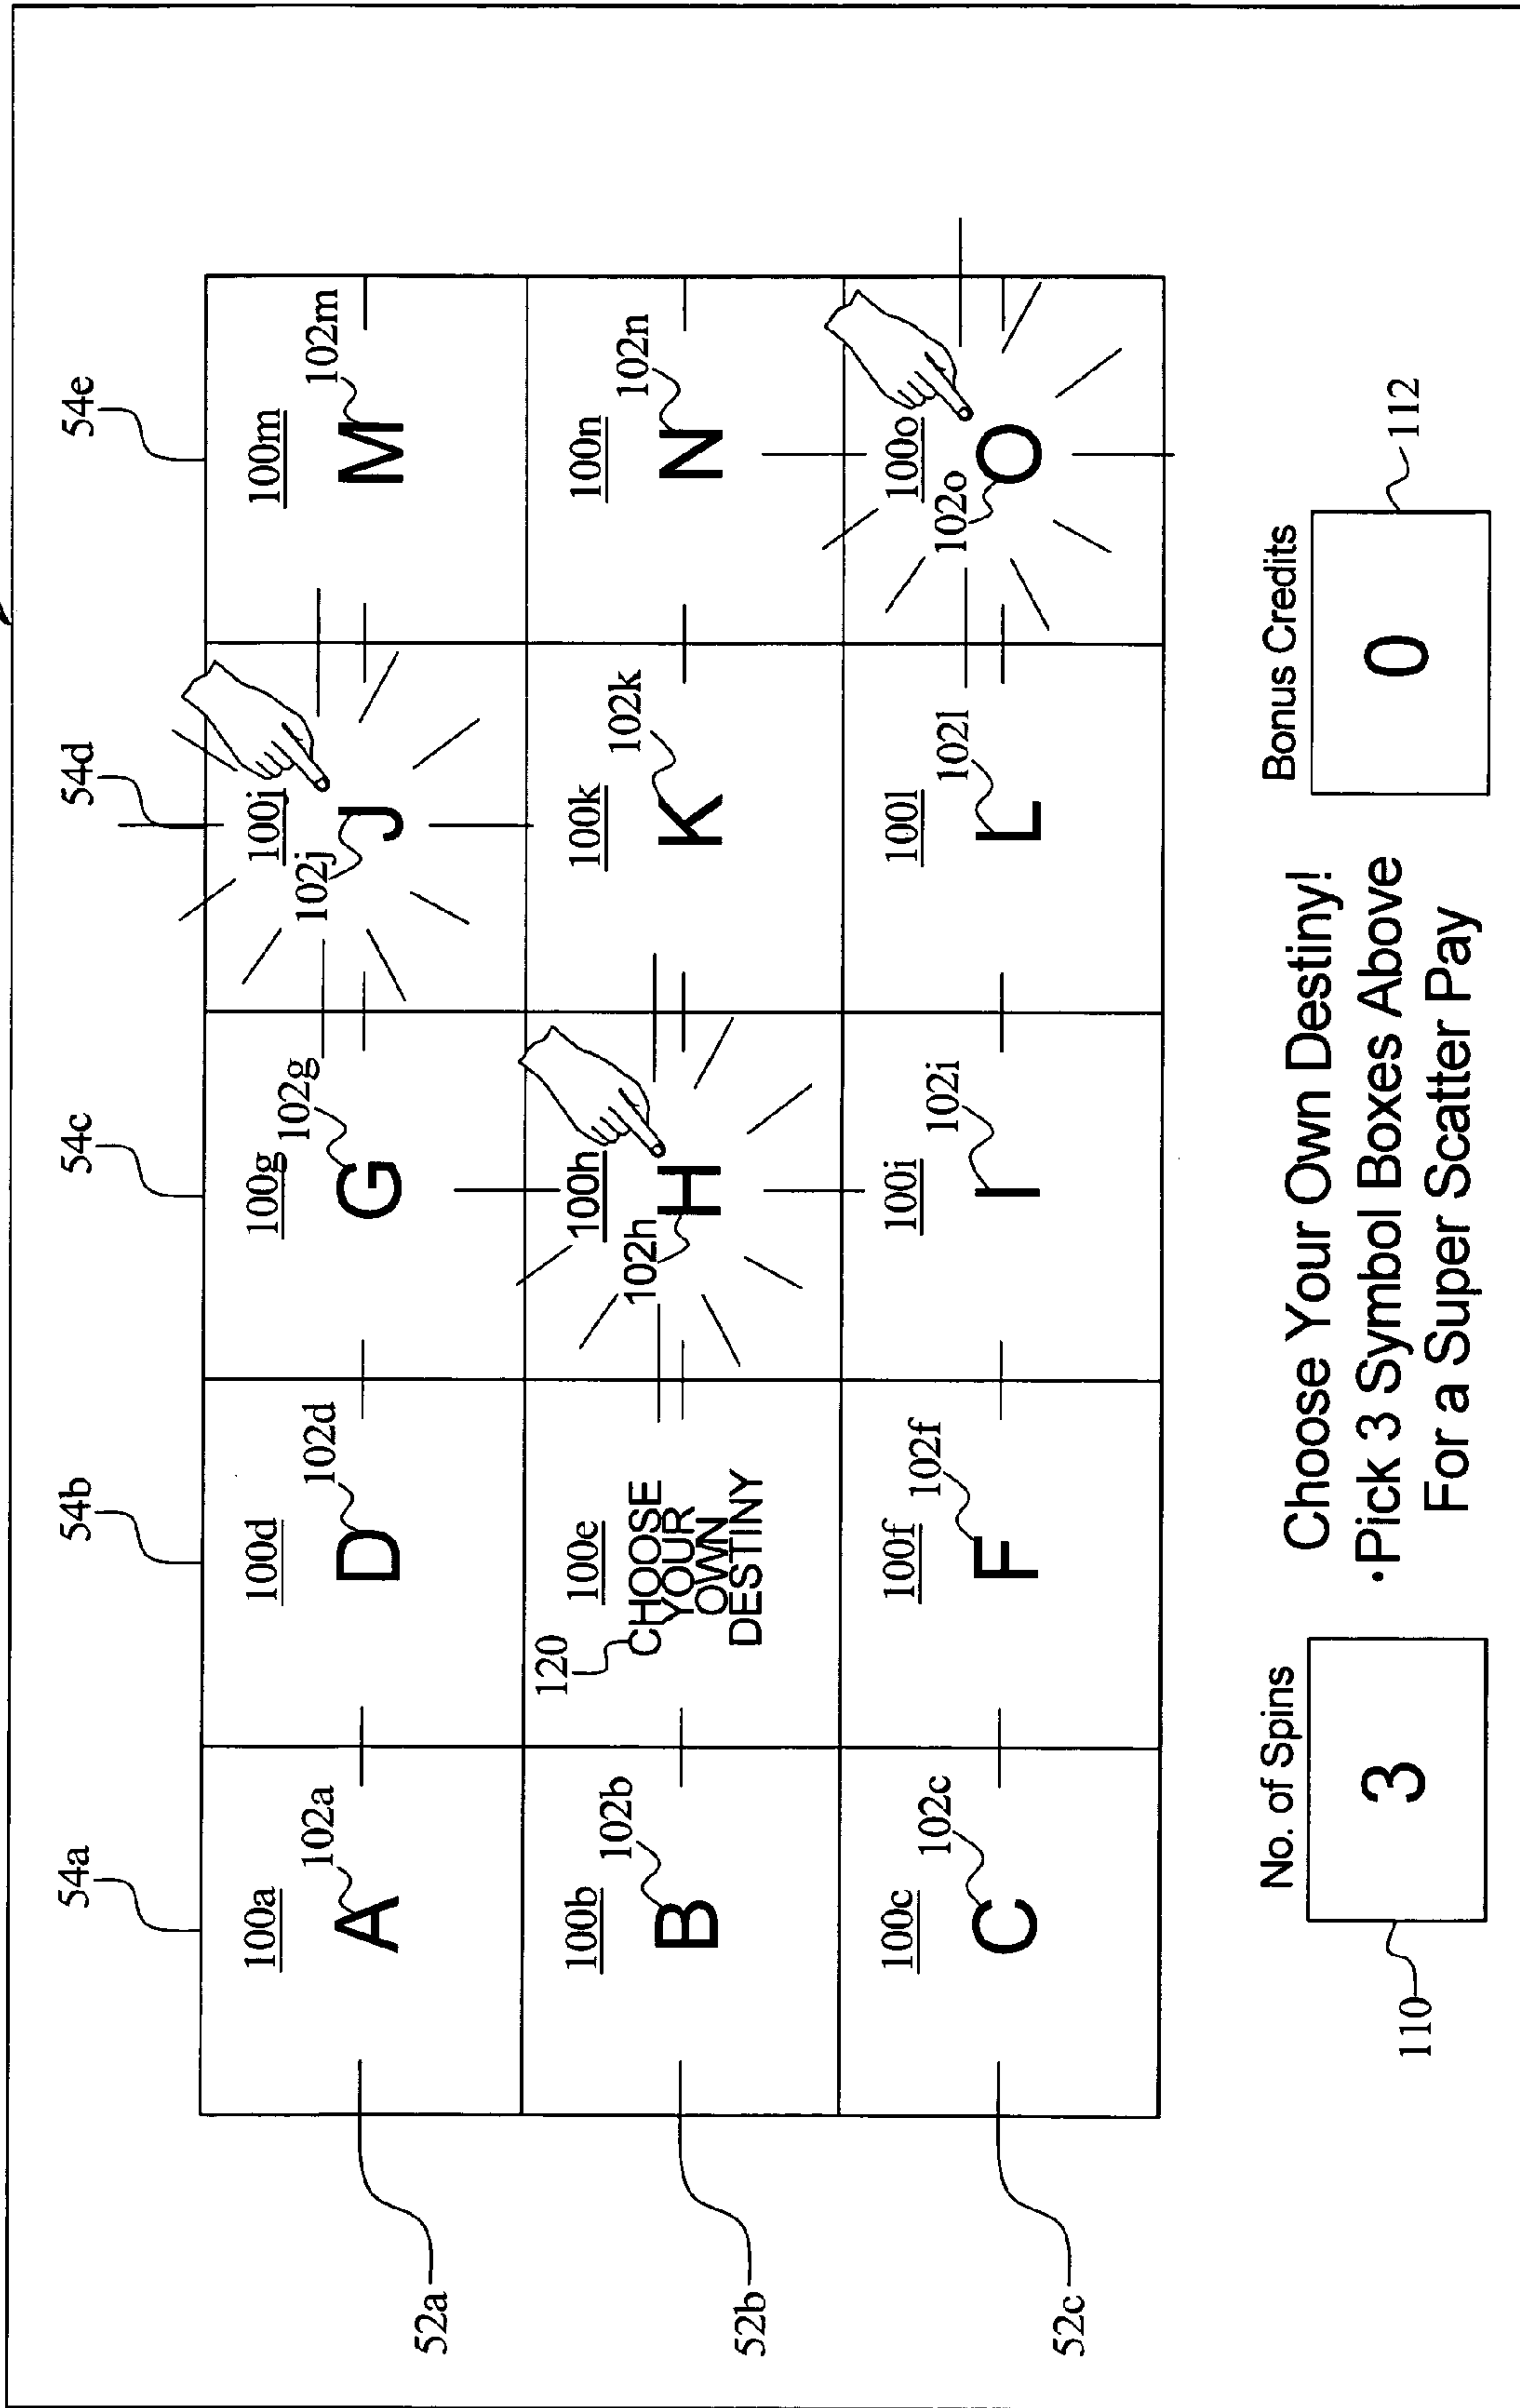 54a 54b 54c 54d 54e
100a 100d 100g 100j 100m
102a 102d 102g 102j 102m
A D G J M
52a
100b 100e 100h 100k 100n
102b 120 102h 102k 102n
B H K N
CHOOSE
YOUR
OWN
DESTINY
52b
100c 100f 100i 100l 100o
102c 102f 102i 102l 102o
C F I L O
52c
No. of Spins
3
110
Choose Your Own Destiny!
•Pick 3 Symbol Boxes Above
For a Super Scatter Pay
Bonus Credits
0
112